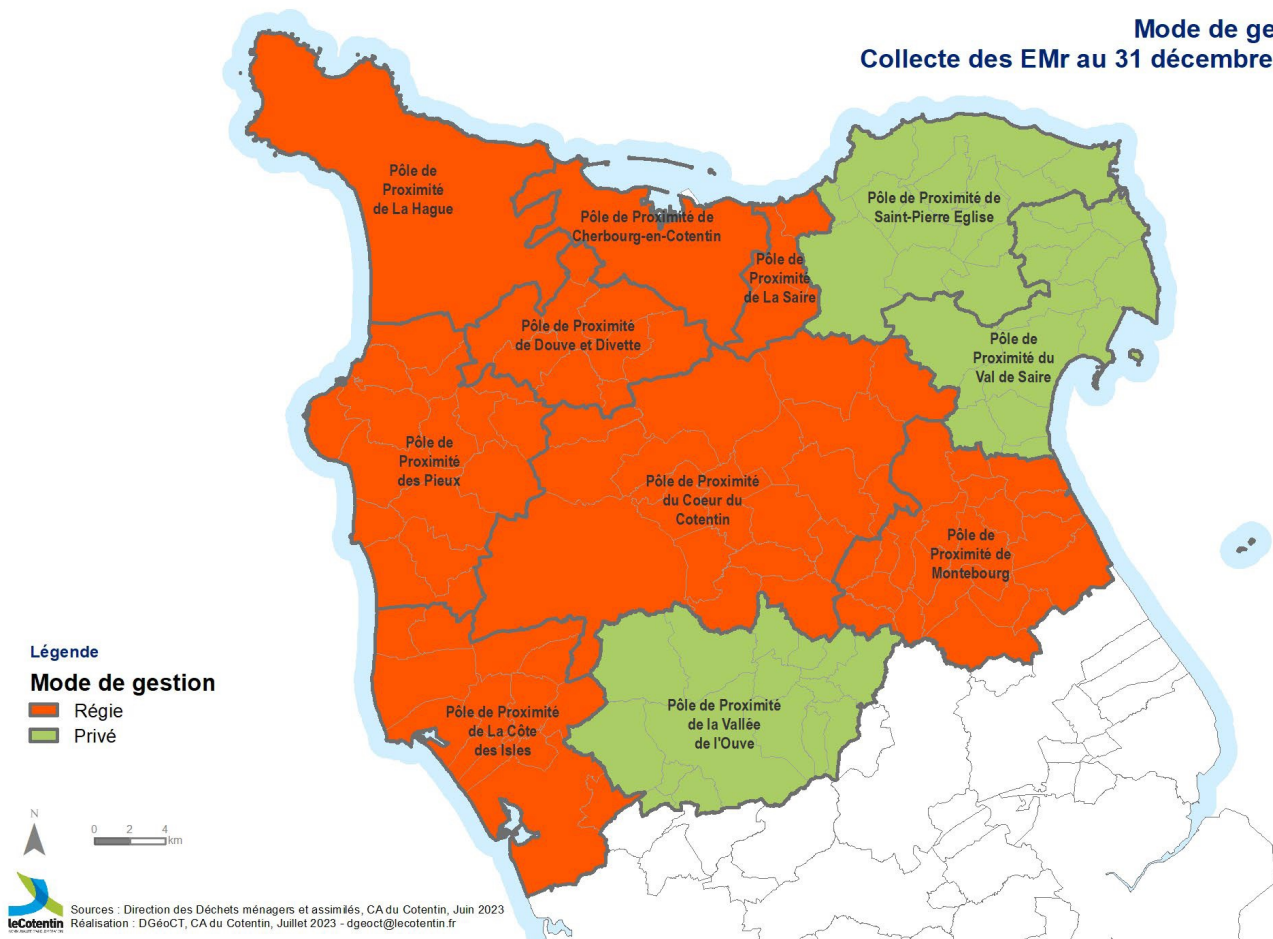 Mode de ge
Collecte des EMr au 31 décembre
Pôle de
Proximité
de La Hague
Pôle de Proximité de
Cherbourg-en-Cotentin
Pôle de
Proximité
de La Saire
Pôle de Proximité de
Saint-Pierre Eglise
Pôle de Proximité
de Douve et Divette
Pôle de
Proximité du
Val de Saire
Pôle de
Proximité
des Pieux
Pôle de Proximité
du Coeur du
Cotentin
Pôle de
Proximité de
Montebourg
Pôle de Proximité
de La Côte
des Isles
Pôle de Proximité
de la Vallée
de l'Ouve
Légende
Mode de gestion
Régie
Privé
N
0 2 4
km
leCotentin
Sources : Direction des Déchets ménagers et assimilés, CA du Cotentin, Juin 2023
Réalisation : DGéoCT, CA du Cotentin, Juillet 2023 - dgeoct@lecotentin.fr